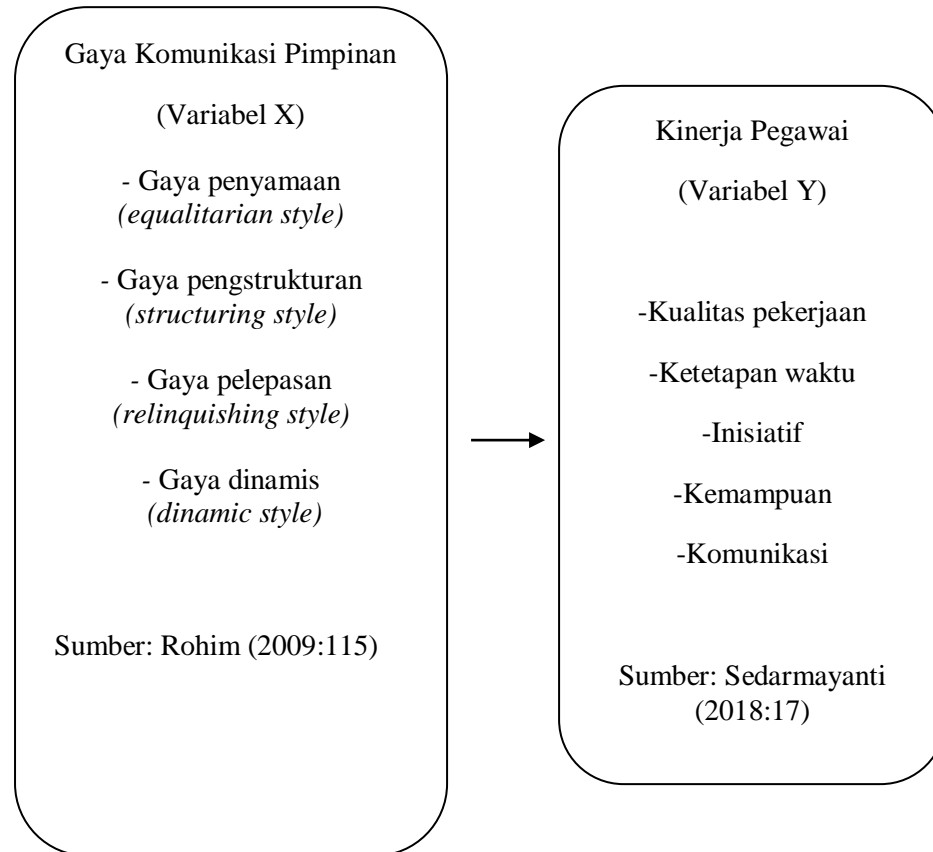 Gaya Komunikasi Pimpinan
(Variabel X)
- Gaya penyamaan
(equalitarian style)
- Gaya pengstrukturan
(structuring style)
- Gaya pelepasan
(relinquishing style)
- Gaya dinamis
(dinamic style)
Sumber: Rohim (2009:115)
Kinerja Pegawai
(Variabel Y)
-Kualitas pekerjaan
-Ketetapan waktu
-Inisiatif
-Kemampuan
-Komunikasi
Sumber: Sedarmayanti
(2018:17)